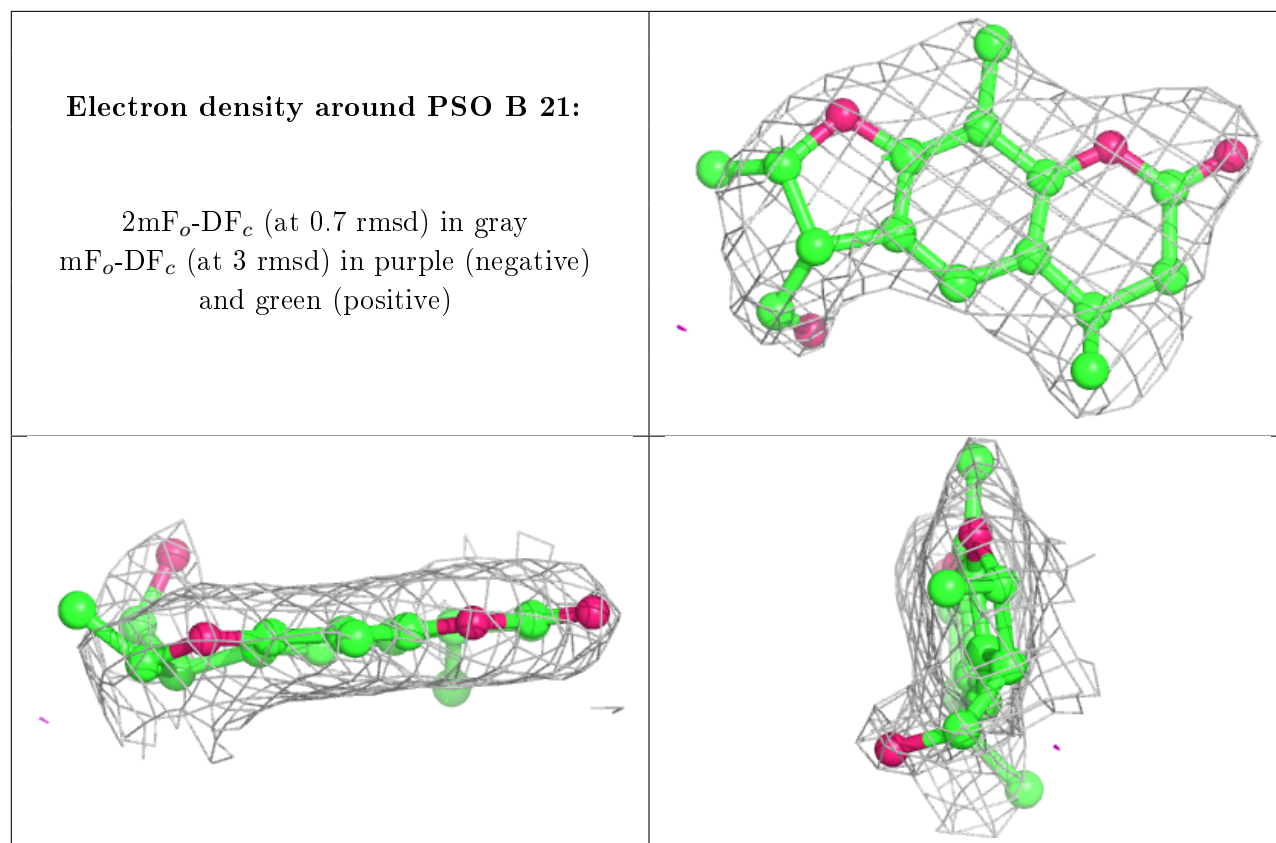 Electron density around PSO B 21:
2mFo-DFc (at 0.7 rmsd) in gray
mFo-DFc (at 3 rmsd) in purple (negative)
and green (positive)